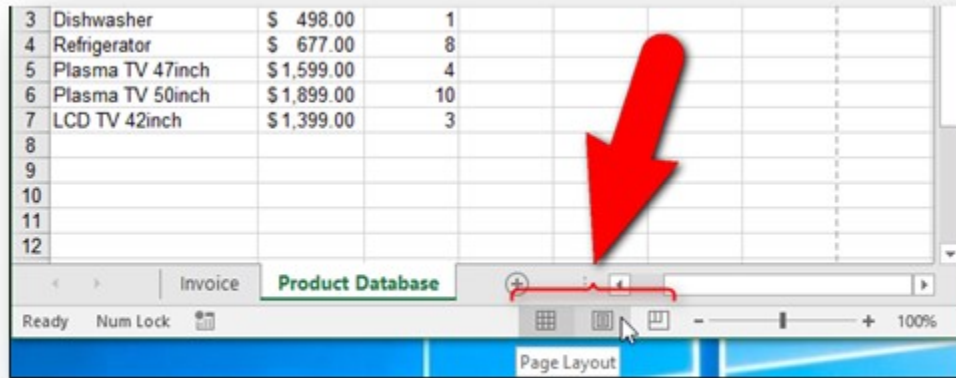 3 Dishwasher $ 498.00 1
4 Refrigerator $ 677.00 8
5 Plasma TV 47inch $1,599.00 4
6 Plasma TV 50inch $1,899.00 10
7 LCD TV 42inch $1,399.00 3
8
9
10
11
12
Invoice Product Database
Ready Num Lock 100%
Page Layout